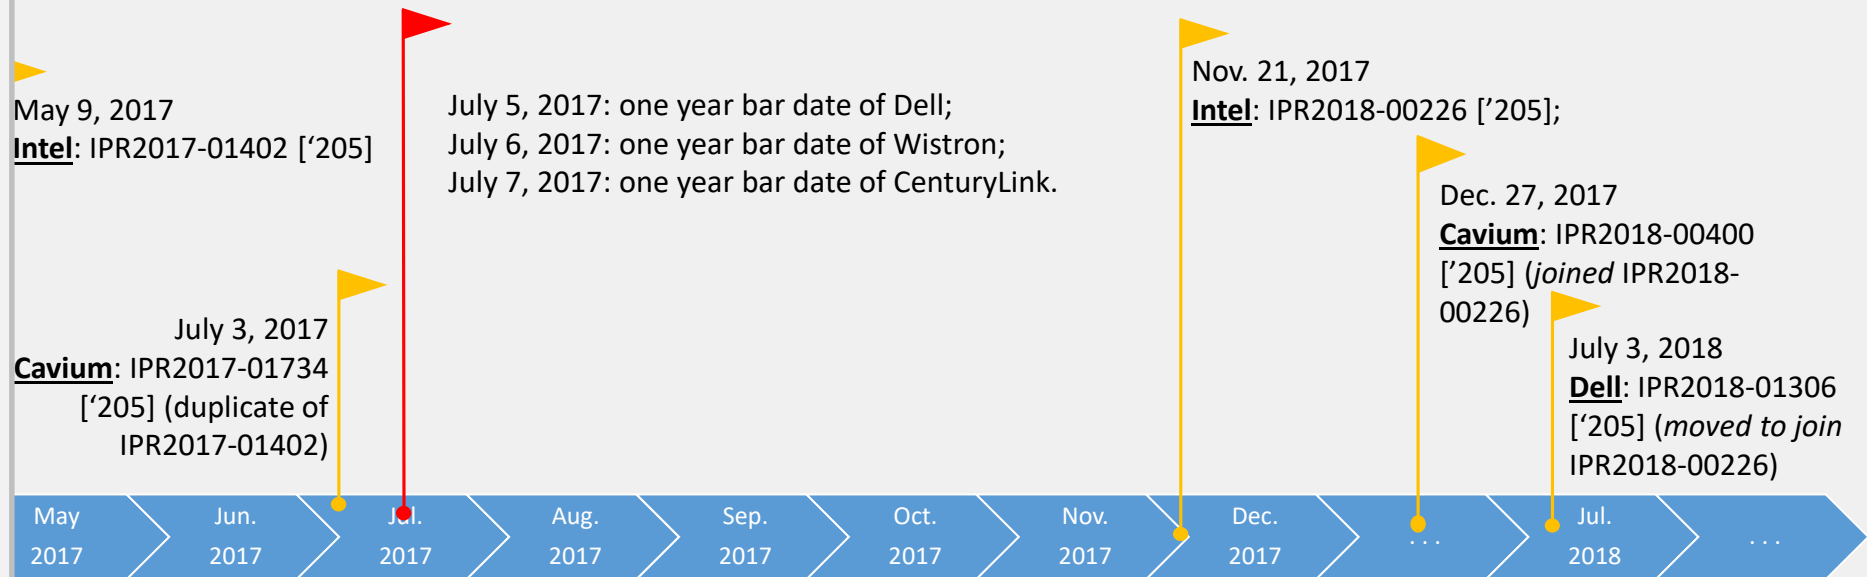 May 9, 2017
Intel: IPR2017-01402 [‘205]
July 3, 2017
Cavium: IPR2017-01734
[‘205] (duplicate of
IPR2017-01402)
July 5, 2017: one year bar date of Dell;
July 6, 2017: one year bar date of Wistron;
July 7, 2017: one year bar date of CenturyLink.
Nov. 21, 2017
Intel: IPR2018-00226 [’205];
Dec. 27, 2017
Cavium: IPR2018-00400
[’205] (joined IPR2018-
00226)
July 3, 2018
Dell: IPR2018-01306
[‘205] (moved to join
IPR2018-00226)
May
2017
Jun.
2017
Jul.
2017
Aug.
2017
Sep.
2017
Oct.
2017
Nov.
2017
Dec.
2017
. . .
Jul.
2018
. . .